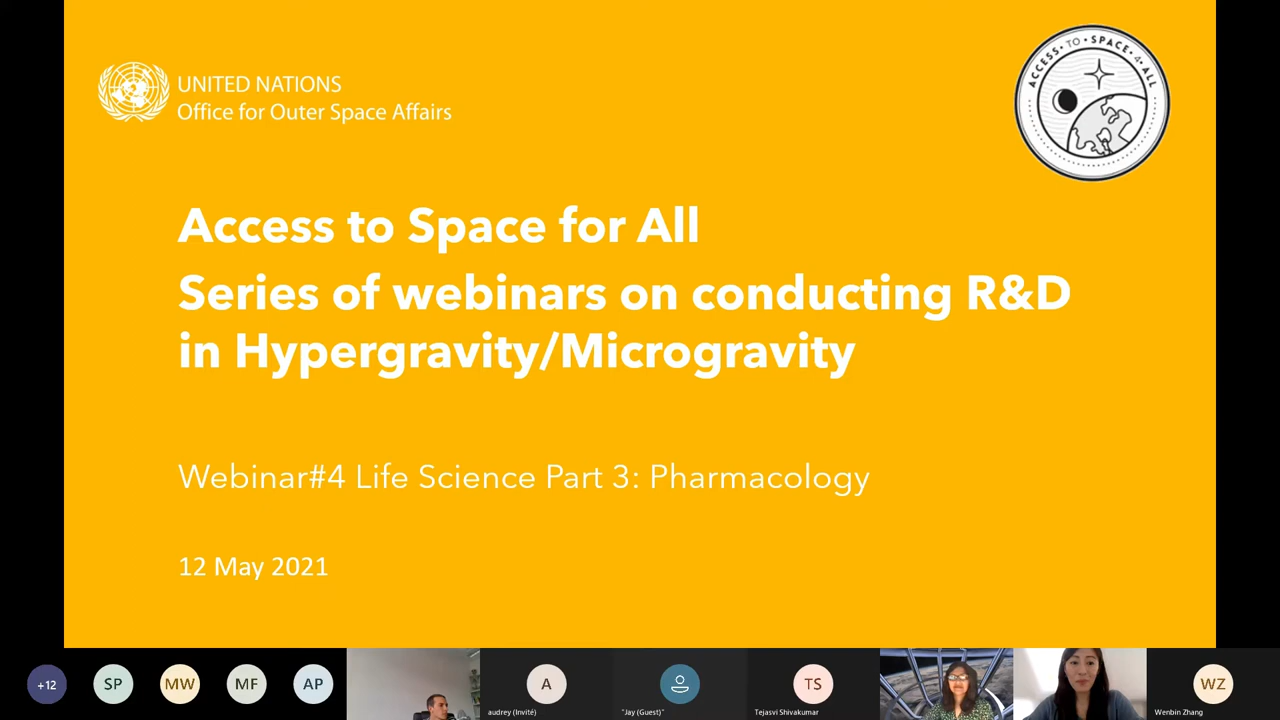 UNITED NATIONS
Office for Outer Space Affairs
ACCESS•TO•SPACE•4•ALL
Access to Space for All
Series of webinars on conducting R&D
in Hypergravity/Microgravity
Webinar#4 Life Science Part 3: Pharmacology
12 May 2021
+12
SP
MW
MF
AP
A
TS
WZ
audrey (Invité)
"Jay (Guest)"
Tejasvi Shivakumar
Wenbin Zhang